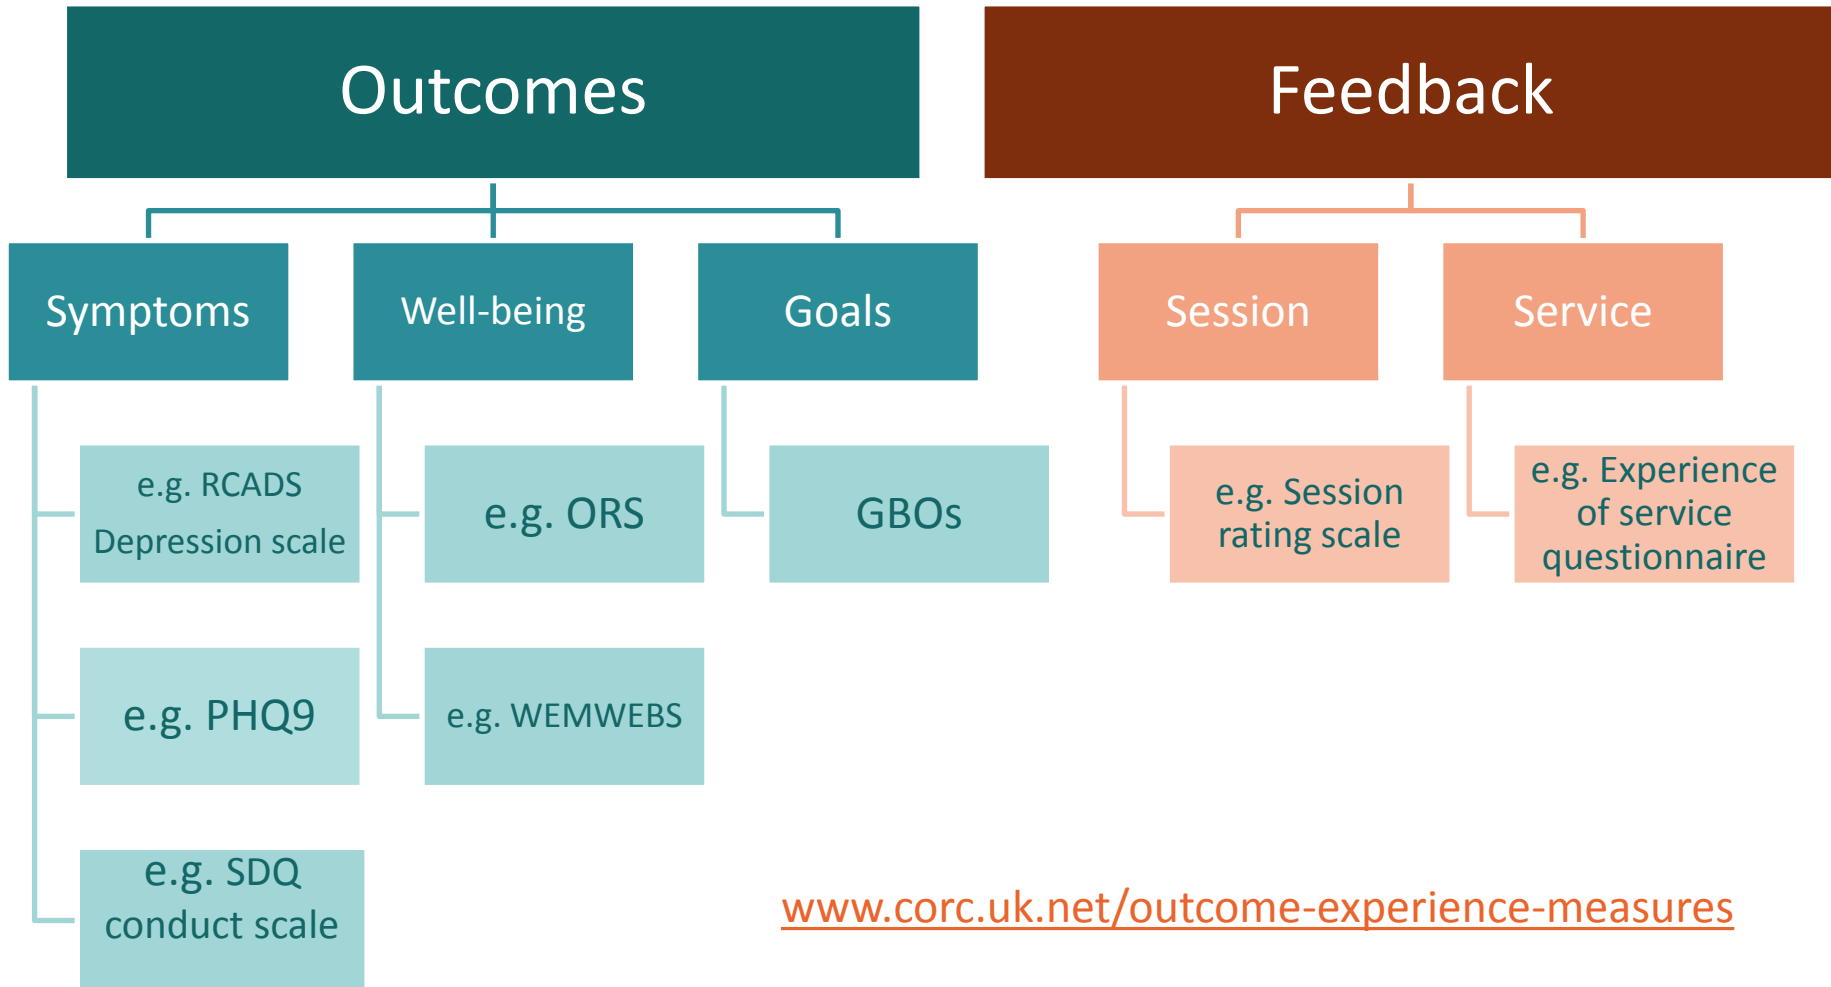 Outcomes
Feedback
Symptoms
Well-being
Goals
Session
Service
e.g. RCADS
Depression scale
e.g. ORS
GBOs
e.g. Session
rating scale
e.g. Experience
of service
questionnaire
e.g. PHQ9
e.g. WEMWEBS
e.g. SDQ
conduct scale
www.corc.uk.net/outcome-experience-measures